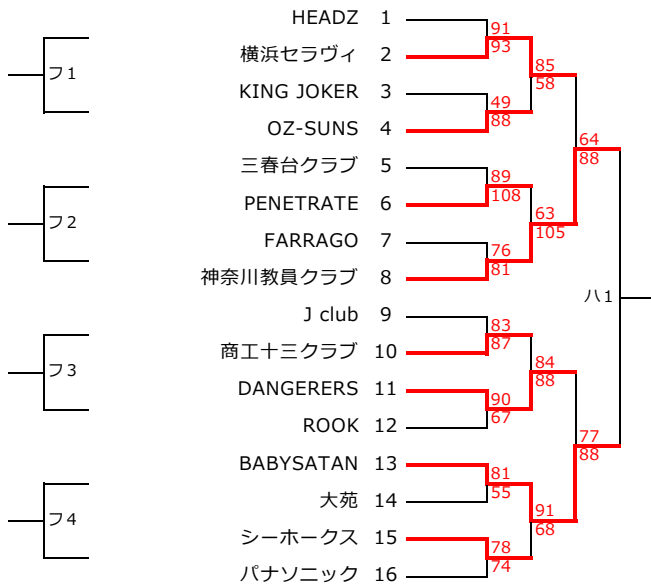 HEADZ 1
横浜セラヴィ 2
KING JOKER 3
OZ-SUNS 4
三春台クラブ 5
PENETRATE 6
FARRAGO 7
神奈川教員クラブ 8
J club 9
商工十三クラブ 10
DANGERERS 11
ROOK 12
BABYSATAN 13
大苑 14
シーホークス 15
パナソニック 16
フ1
フ2
フ3
フ4
91
93
49
88
89
108
76
81
83
87
90
67
81
55
78
74
85
58
63
105
84
88
91
68
64
88
77
88
ハ1